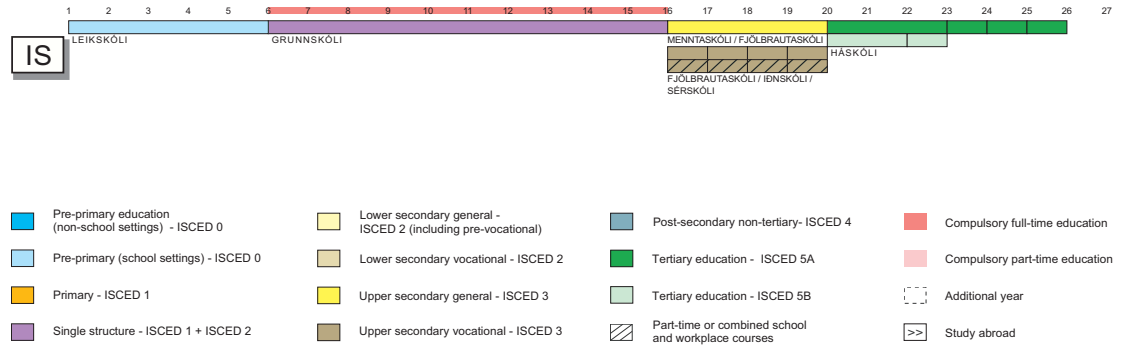 1 2 3 4 5 6 7 8 9 10 11 12 13 14 15 16 17 18 19 20 21 22 23 24 25 26 27
IS
LEIKSKÓLI
GRUNNSKÓLI
MENNTASKÓLI / FJÖLBRAUTASKÓLI
HÁSKÓLI
FJÖLBRAUTASKÓLI / IÐNSKÓLI /
SÉRSKÓLI
Pre-primary education
(non-school settings) - ISCED 0
Pre-primary (school settings) - ISCED 0
Primary - ISCED 1
Single structure - ISCED 1 + ISCED 2
Lower secondary general -
ISCED 2 (including pre-vocational)
Lower secondary vocational - ISCED 2
Upper secondary general - ISCED 3
Upper secondary vocational - ISCED 3
Post-secondary non-tertiary- ISCED 4
Tertiary education - ISCED 5A
Tertiary education - ISCED 5B
Part-time or combined school
and workplace courses
Compulsory full-time education
Compulsory part-time education
Additional year
>> Study abroad